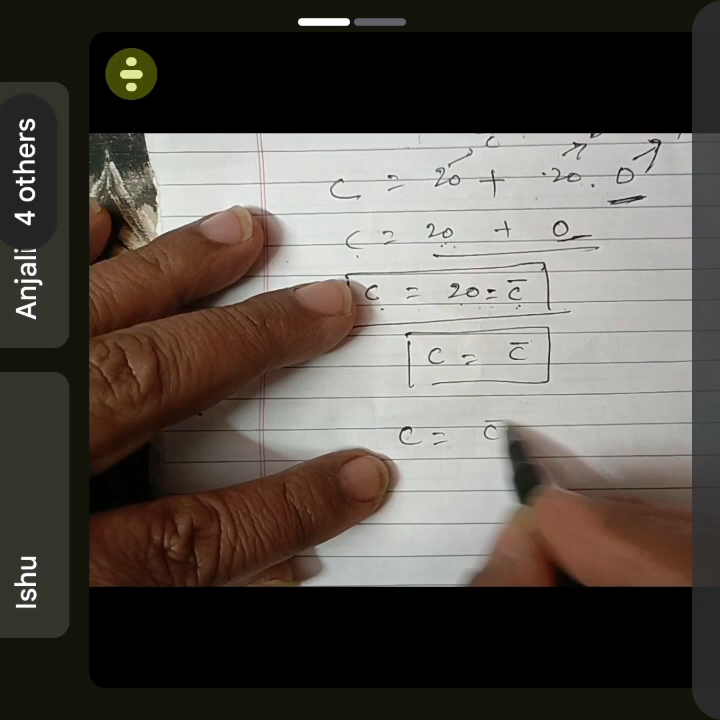 C = 20 + .20. 0
C = 20 + 0
C = 20 = c̅
C = c̅
C = c̅
Anjali 4 others
Ishu